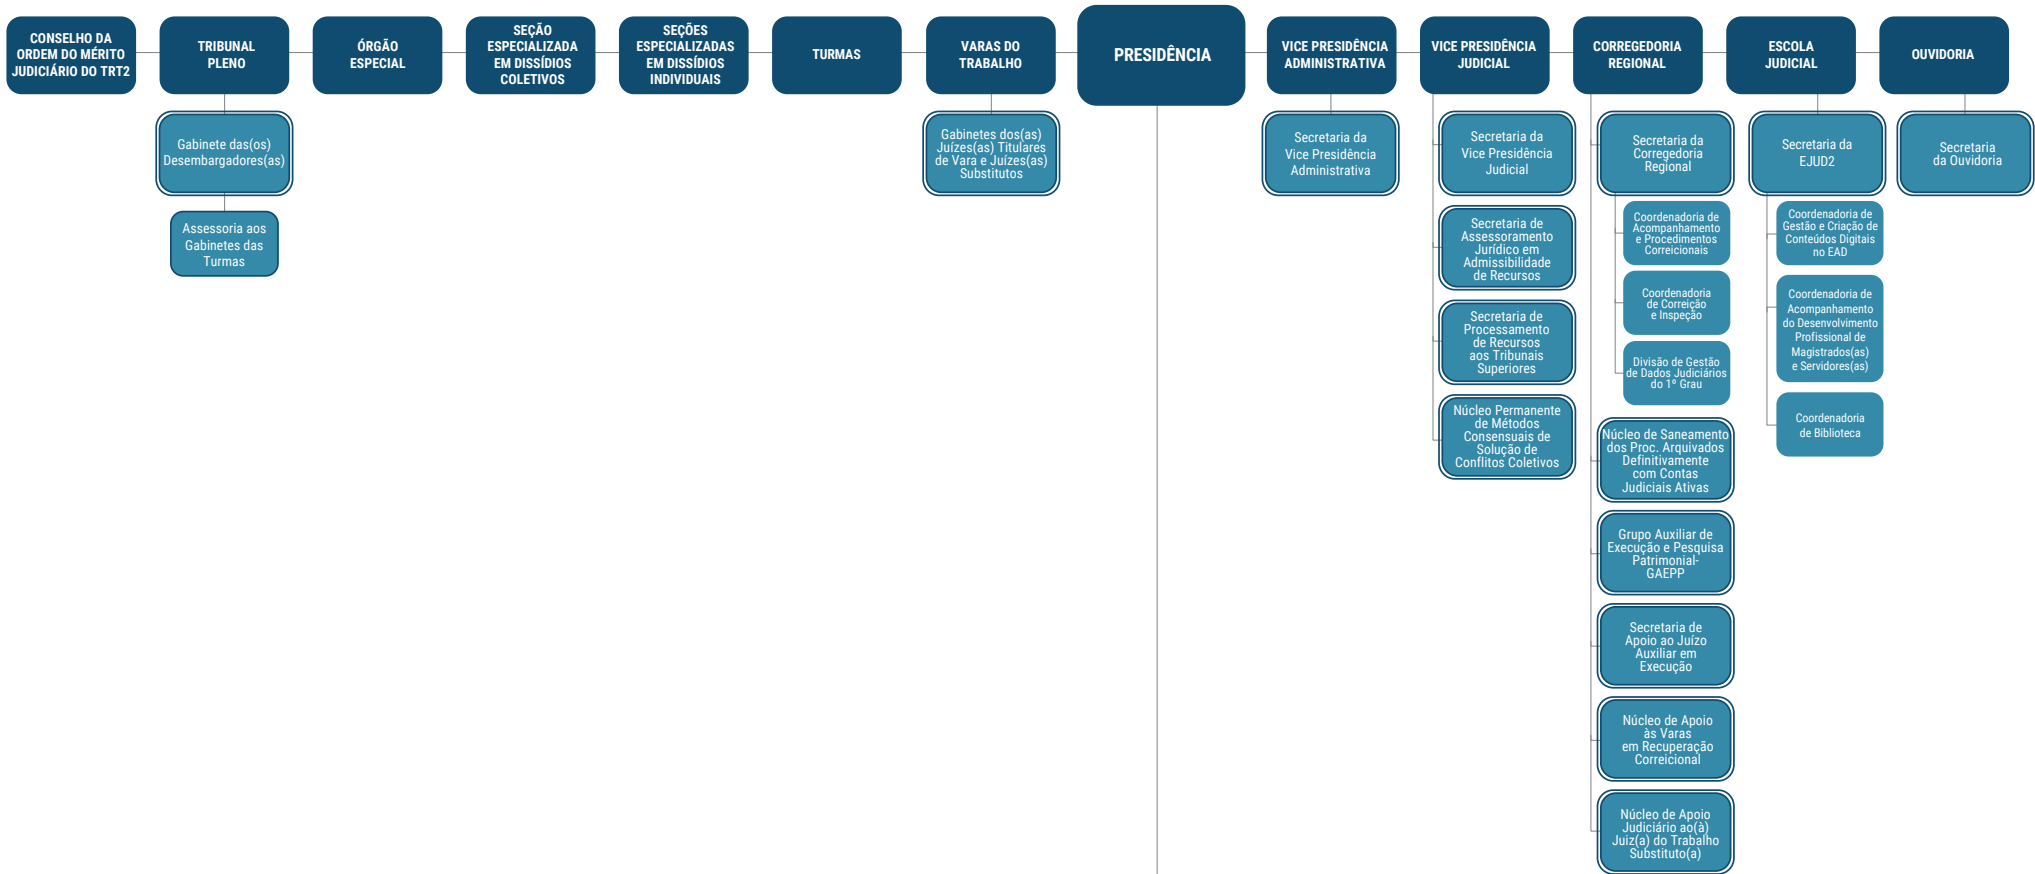 CONSELHO DA
ORDEM DO MÉRITO
JUDICIÁRIO DO TRT2
TRIBUNAL
PLENO
ÓRGÃO
ESPECIAL
SEÇÃO
ESPECIALIZADA
EM DISSÍDIOS
COLETIVOS
SEÇÕES
ESPECIALIZADAS
EM DISSÍDIOS
INDIVIDUAIS
TURMAS
VARAS DO
TRABALHO
PRESIDÊNCIA
VICE PRESIDÊNCIA
ADMINISTRATIVA
VICE PRESIDÊNCIA
JUDICIAL
CORREGEDORIA
REGIONAL
ESCOLA
JUDICIAL
OUVIDORIA
Gabinete das(os)
Desembargadores(as)
Assessoria aos
Gabinetes das
Turmas
Gabinetes dos(as)
Juízes(as) Titulares
de Vara e Juízes(as)
Substitutos
Secretaria da
Vice Presidência
Administrativa
Secretaria da
Vice Presidência
Judicial
Secretaria de
Assessoramento
Jurídico em
Admissibilidade
de Recursos
Secretaria de
Processamento
de Recursos
aos Tribunais
Superiores
Núcleo Permanente
de Métodos
Consensuais de
Solução de
Conflitos Coletivos
Secretaria da
Corregedoria
Regional
Coordenadoria de
Acompanhamento
e Procedimentos
Correicionais
Coordenadoria
de Correição
e Inspeção
Divisão de Gestão
de Dados Judiciários
do 1º Grau
Núcleo de Saneamento
dos Proc. Arquivados
Definitivamente
com Contas
Judiciais Ativas
Grupo Auxiliar de
Execução e Pesquisa
Patrimonial-
GAEPP
Secretaria de
Apoio ao Juízo
Auxiliar em
Execução
Núcleo de Apoio
às Varas
em Recuperação
Correicional
Núcleo de Apoio
Judiciário ao(à)
Juiz(a) do Trabalho
Substituto(a)
Secretaria da
EJUD2
Coordenadoria de
Gestão e Criação de
Conteúdos Digitais
no EAD
Coordenadoria de
Acompanhamento
do Desenvolvimento
Profissional de
Magistrados(as)
e Servidores(as)
Coordenadoria
de Biblioteca
Secretaria
da Ouvidoria